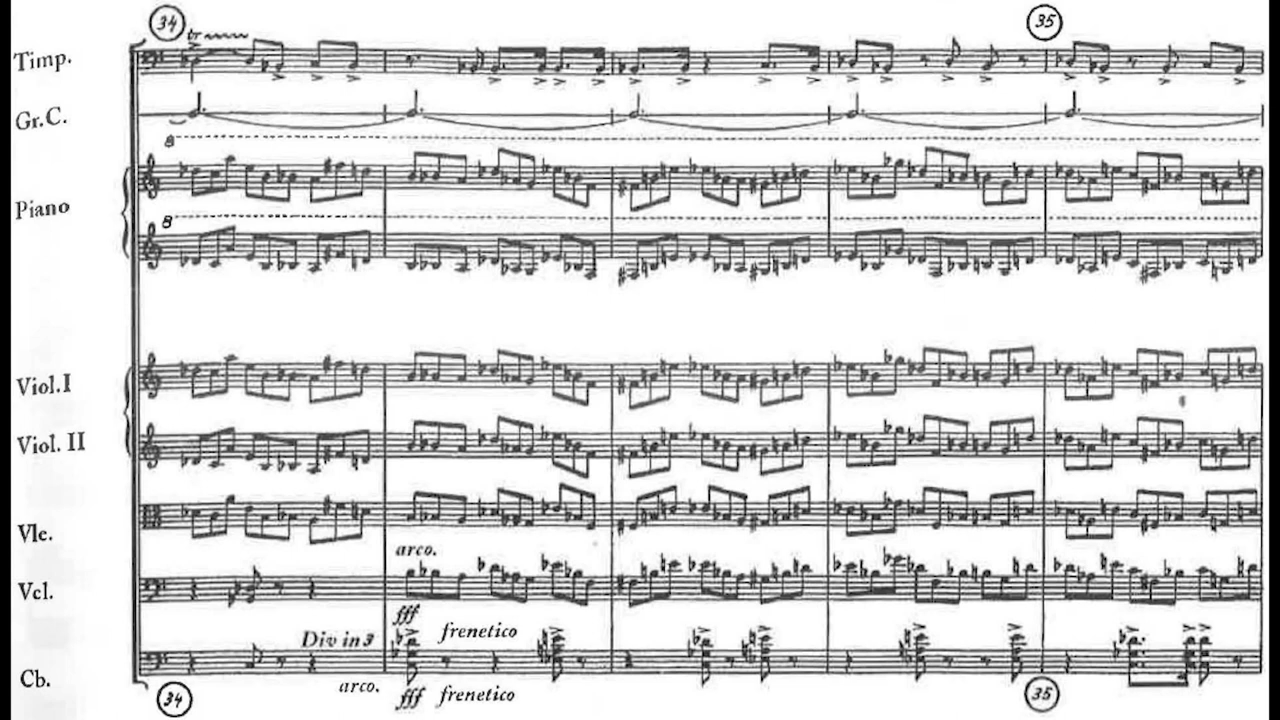 34 35
tr
Timp.
Gr.C.
8
Piano
8
Viol.I
Viol. II
Vle.
arco.
Vcl.
fff
frenetico
Div in 3
Cb.
arco. fff frenetico
34 35